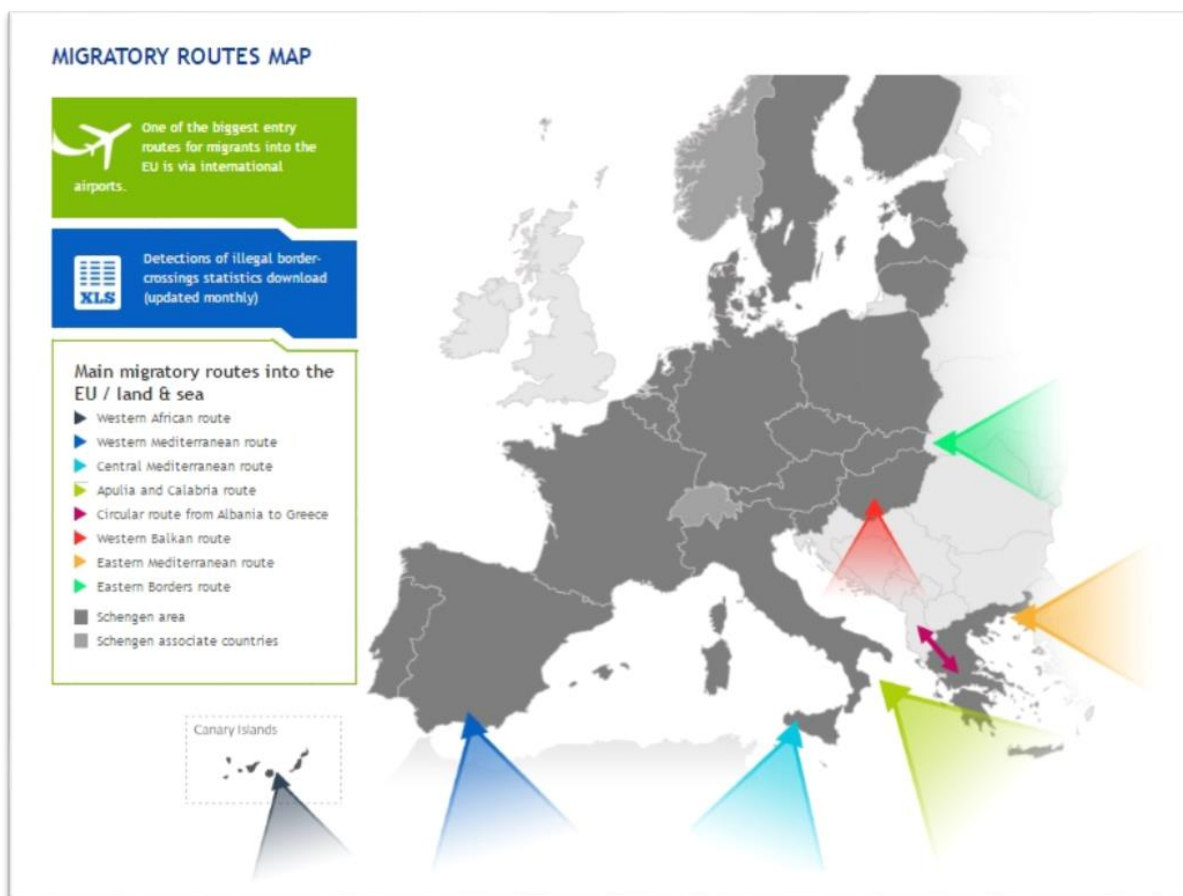 MIGRATORY ROUTES MAP
One of the biggest entry
routes for migrants into the
EU is via international
airports.
Detections of illegal border-
crossings statistics download
(updated monthly)
XLS
Main migratory routes into the
EU / land & sea
Western African route
Western Mediterranean route
Central Mediterranean route
Apulia and Calabria route
Circular route from Albania to Greece
Western Balkan route
Eastern Mediterranean route
Eastern Borders route
Schengen area
Schengen associate countries
Canary Islands